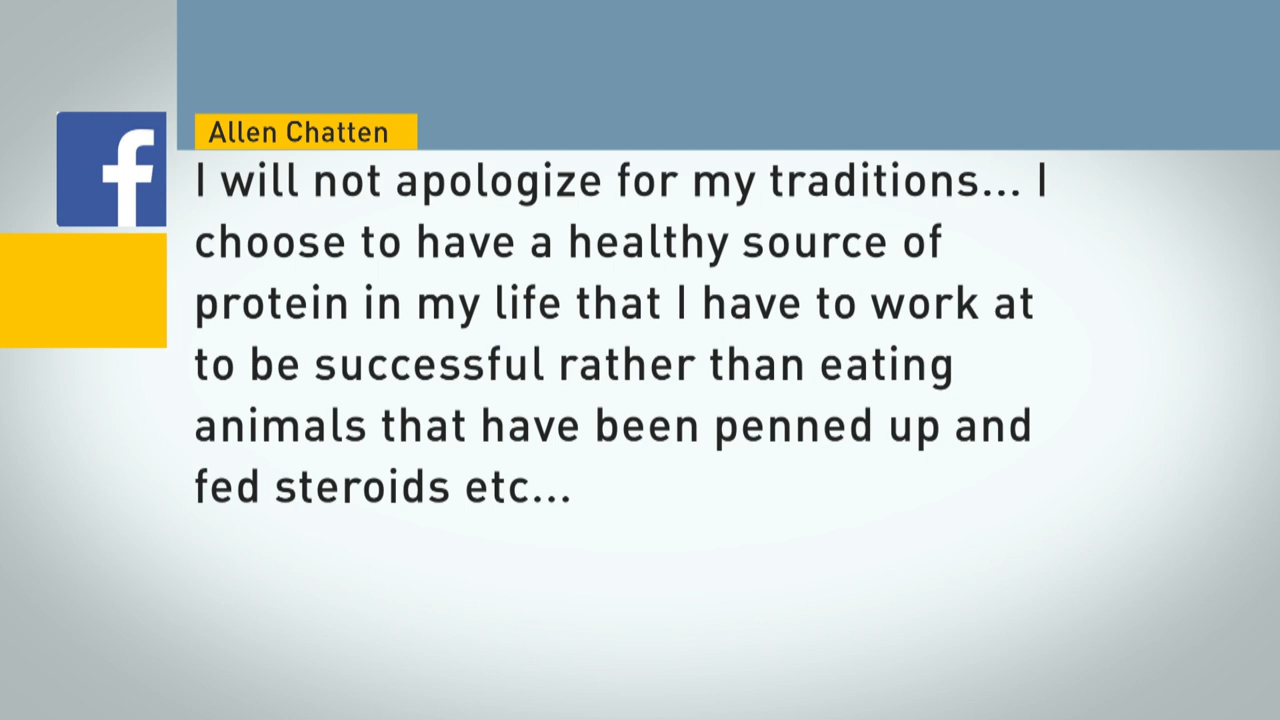 Allen Chatten
I will not apologize for my traditions... I
choose to have a healthy source of
protein in my life that I have to work at
to be successful rather than eating
animals that have been penned up and
fed steroids etc...